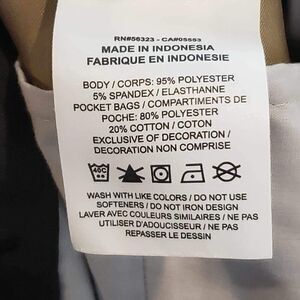 RN#56323 - CA#05553
MADE IN INDONESIA
FABRIQUE EN INDONESIE
BODY / CORPS: 95% POLYESTER
5% SPANDEX / ELASTHANNE
POCKET BAGS / COMPARTIMENTS DE
POCHE: 80% POLYESTER
20% COTTON / COTON
EXCLUSIVE OF DECORATION /
DECORATION NON COMPRISE
40C
WASH WITH LIKE COLORS / DO NOT USE
SOFTENERS / DO NOT IRON DESIGN
LAVER AVEC COULEURS SIMILAIRES / NE PAS
UTILISER D'ADOUCISSEUR / NE PAS
REPASSER LE DESSIN